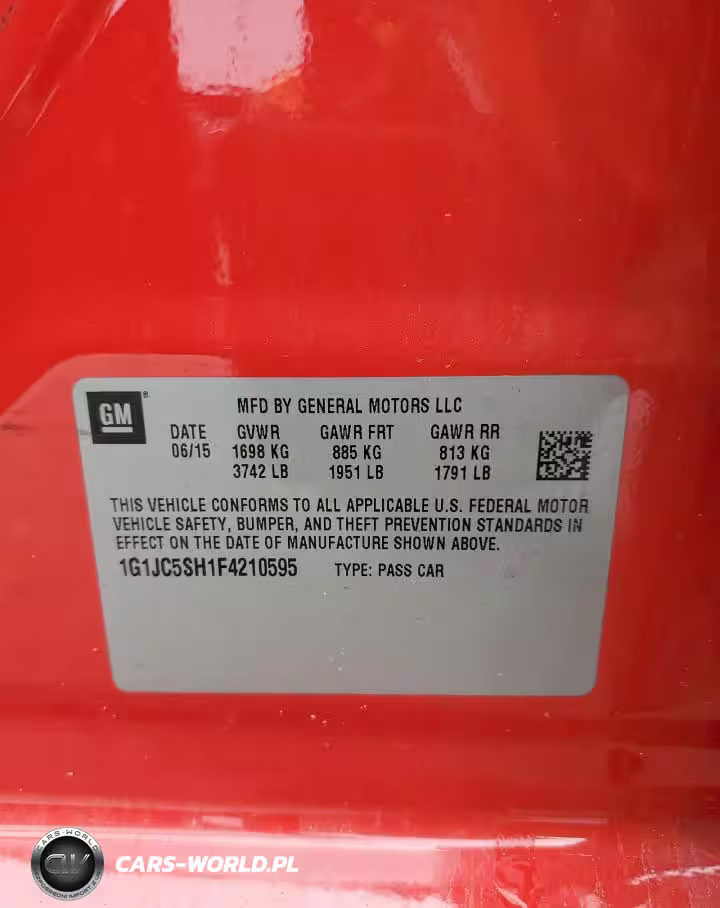 GM®
MFD BY GENERAL MOTORS LLC
DATE GVWR GAWR FRT GAWR RR
06/15 1698 KG 885 KG 813 KG
3742 LB 1951 LB 1791 LB
THIS VEHICLE CONFORMS TO ALL APPLICABLE U.S. FEDERAL MOTOR
VEHICLE SAFETY, BUMPER, AND THEFT PREVENTION STANDARDS IN
EFFECT ON THE DATE OF MANUFACTURE SHOWN ABOVE.
1G1JC5SH1F4210595 TYPE: PASS CAR
CARS-WORLD
CW
CARS-WORLD.PL